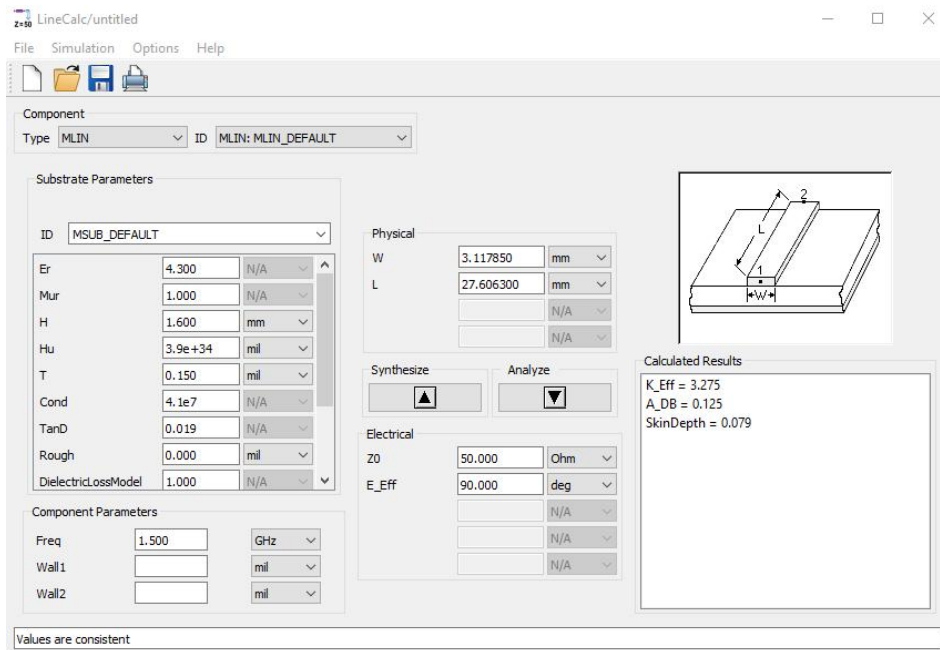 Z=50 LineCalc/untitled
File Simulation Options Help
Component
Type MLIN ID MLIN: MLIN_DEFAULT
Substrate Parameters
ID MSUB_DEFAULT
Er 4.300 N/A
Mur 1.000 N/A
H 1.600 mm
Hu 3.9e+34 mil
T 0.150 mil
Cond 4.1e7 N/A
TanD 0.019 N/A
Rough 0.000 mil
DielectricLossModel 1.000 N/A
Component Parameters
Freq 1.500 GHz
Wall1 mil
Wall2 mil
Physical
W 3.117850 mm
L 27.606300 mm
N/A
N/A
Synthesize Analyze
Electrical
Z0 50.000 Ohm
E_Eff 90.000 deg
N/A
N/A
N/A
2
L
1
W
Calculated Results
K_Eff = 3.275
A_DB = 0.125
SkinDepth = 0.079
Values are consistent